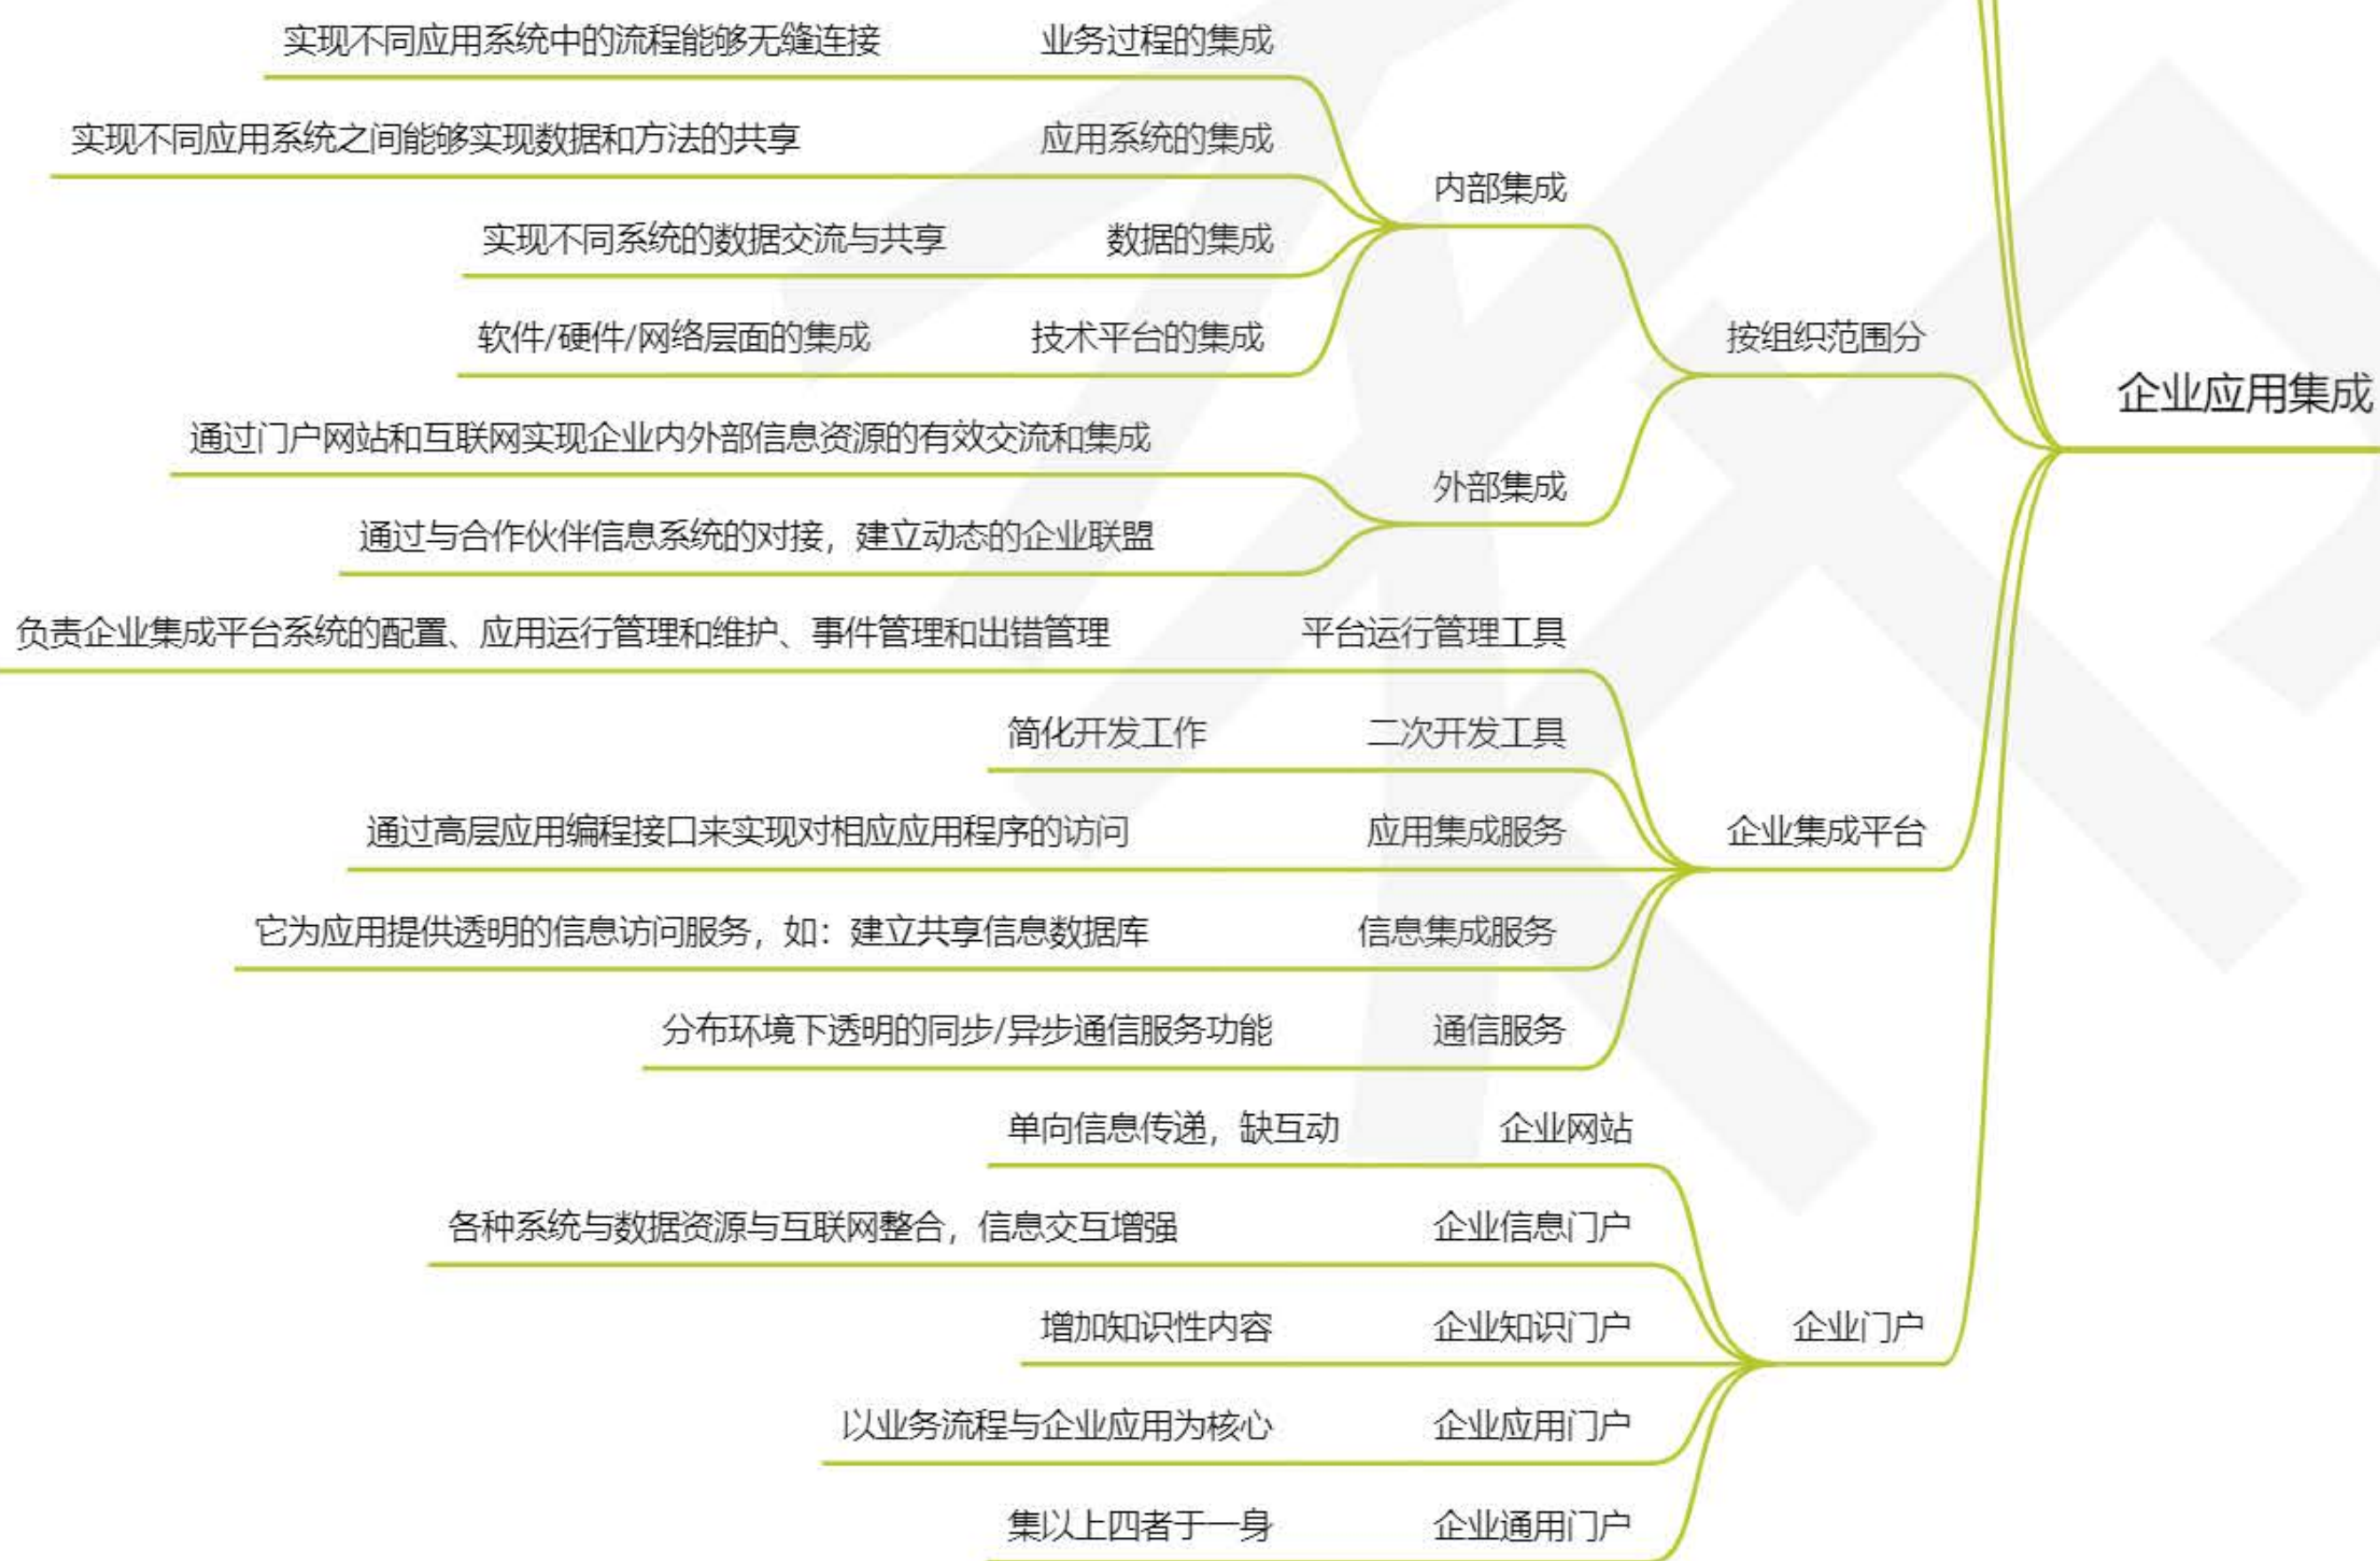 实现不同应用系统中的流程能够无缝连接 业务过程的集成
实现不同应用系统之间能够实现数据和方法的共享 应用系统的集成
内部集成
实现不同系统的数据交流与共享 数据的集成
软件/硬件/网络层面的集成 技术平台的集成 按组织范围分
企业应用集成
通过门户网站和互联网实现企业内外部信息资源的有效交流和集成
外部集成
通过与合作伙伴信息系统的对接，建立动态的企业联盟
负责企业集成平台系统的配置、应用运行管理和维护、事件管理和出错管理 平台运行管理工具
简化开发工作 二次开发工具
通过高层应用编程接口来实现对相应应用程序的访问 应用集成服务 企业集成平台
它为应用提供透明的信息访问服务，如：建立共享信息数据库 信息集成服务
分布环境下透明的同步/异步通信服务功能 通信服务
单向信息传递，缺互动 企业网站
各种系统与数据资源与互联网整合，信息交互增强 企业信息门户
增加知识性内容 企业知识门户 企业门户
以业务流程与企业应用为核心 企业应用门户
集以上四者于一身 企业通用门户